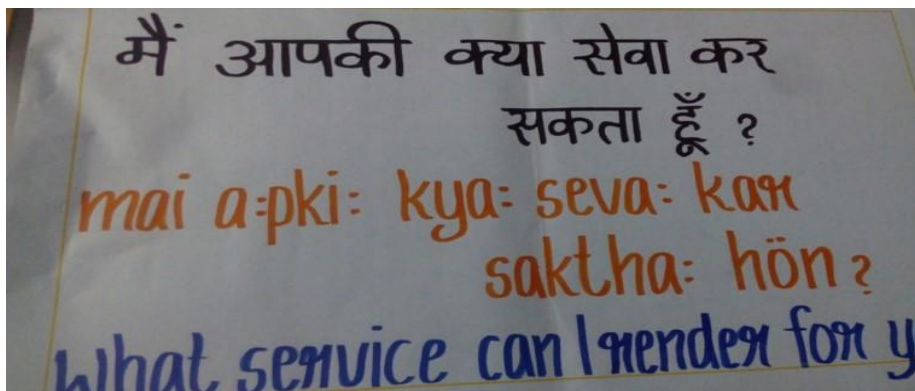 मैं आपकी क्या सेवा कर
सकता हूँ ?
mai a:pki: kya: seva: kar
saktha: hön ?
What service can I render for y